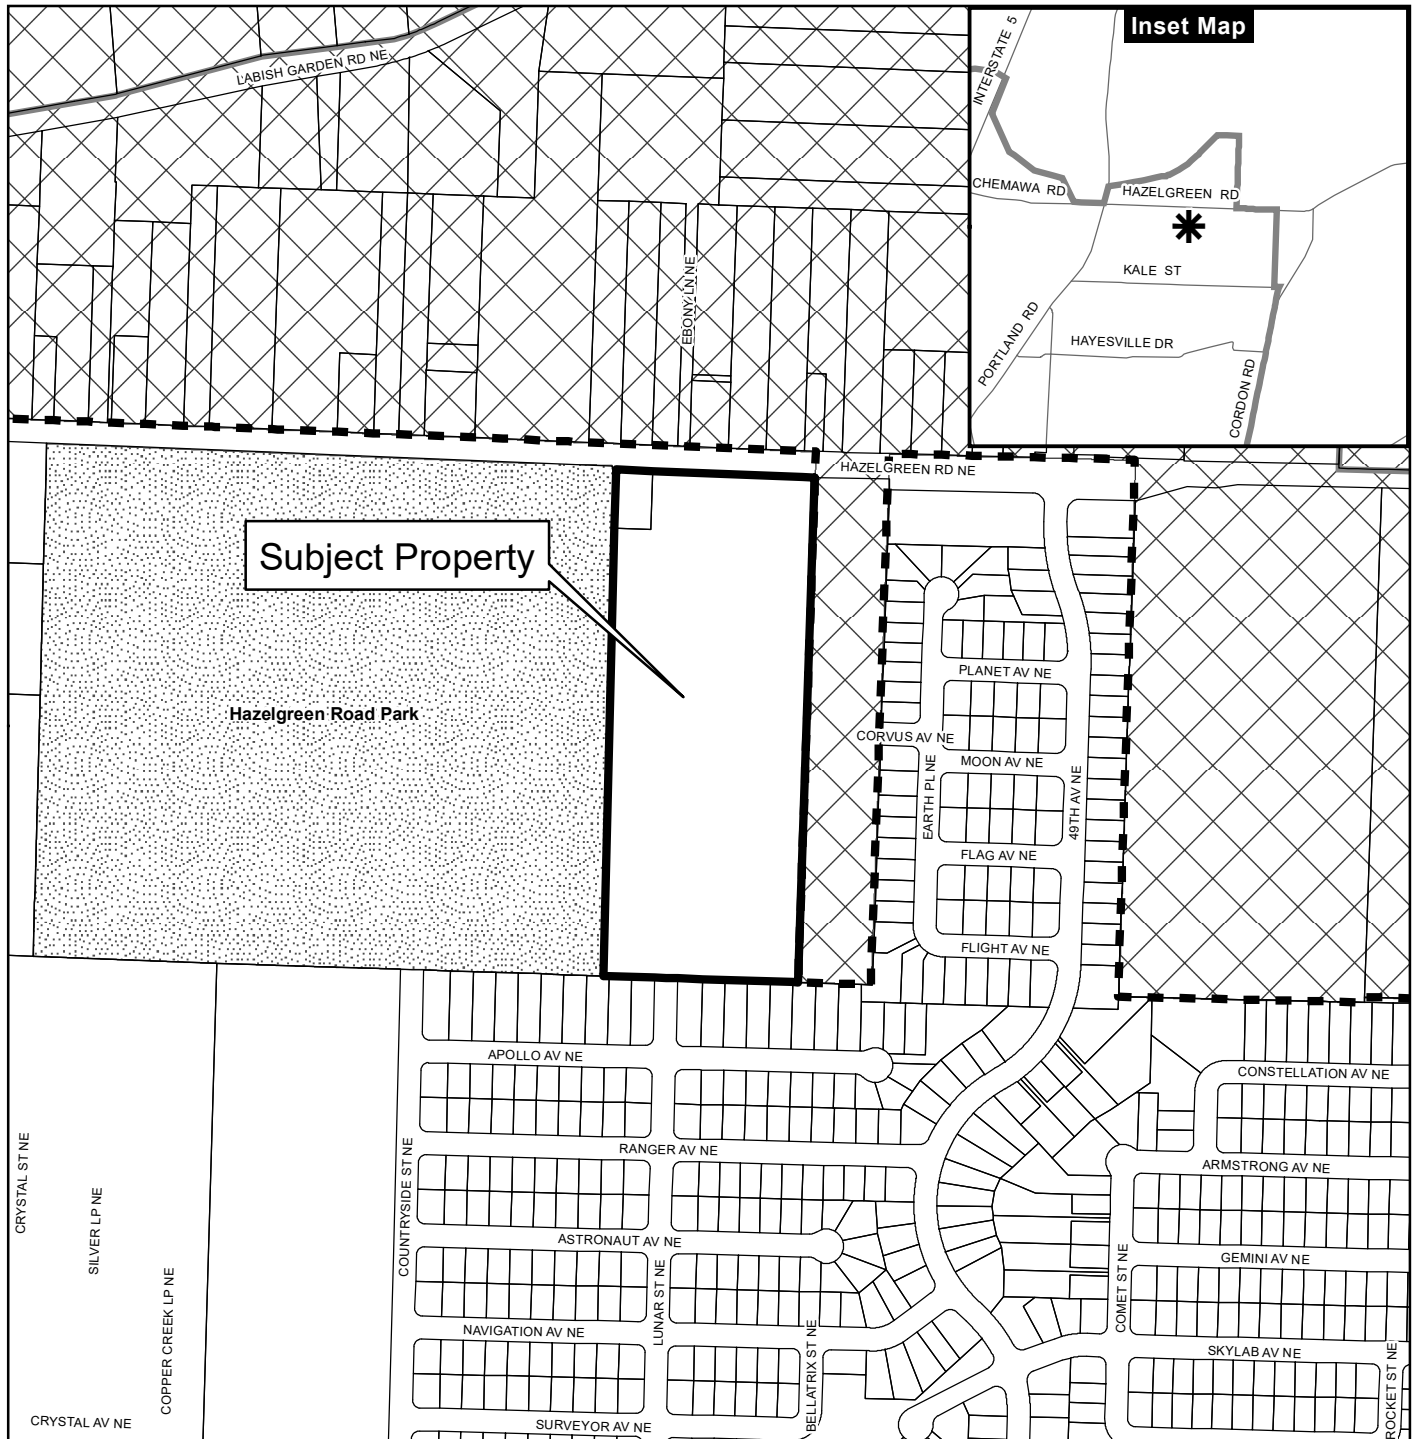 Inset Map
INTERSTATE 5
CHEMAWA RD
HAZELGREEN RD
KALE ST
HAYESVILLE DR
PORTLAND RD
CORDON RD
LABISH GARDEN RD NE
EBONY LN NE
HAZELGREEN RD NE
Subject Property
Hazelgreen Road Park
PLANET AV NE
CORVUS AV NE
MOON AV NE
EARTH PL NE
49TH AV NE
FLAG AV NE
FLIGHT AV NE
APOLLO AV NE
CONSTELLATION AV NE
RANGER AV NE
ARMSTRONG AV NE
CRYSTAL ST NE
SILVER LP NE
COPPER CREEK LP NE
COUNTRYSIDE ST NE
ASTRONAUT AV NE
LUNAR ST NE
GEMINI AV NE
COMET ST NE
NAVIGATION AV NE
BELLATRIX ST NE
SKYLAB AV NE
ROCKET ST NE
CRYSTAL AV NE
SURVEYOR AV NE